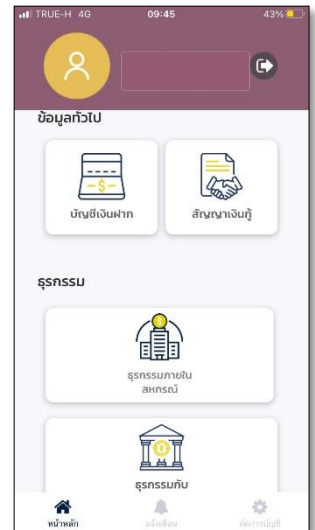 TRUE-H 4G 09:45 43%
ข้อมูลทั่วไป
บัญชีเงินฝาก สัญญาเงินกู้
ธุรกรรม
ธุรกรรมภายใน
สหกรณ์
ธุรกรรมกับ
หน้าหลัก แจ้งเตือน จัดการบัญชี